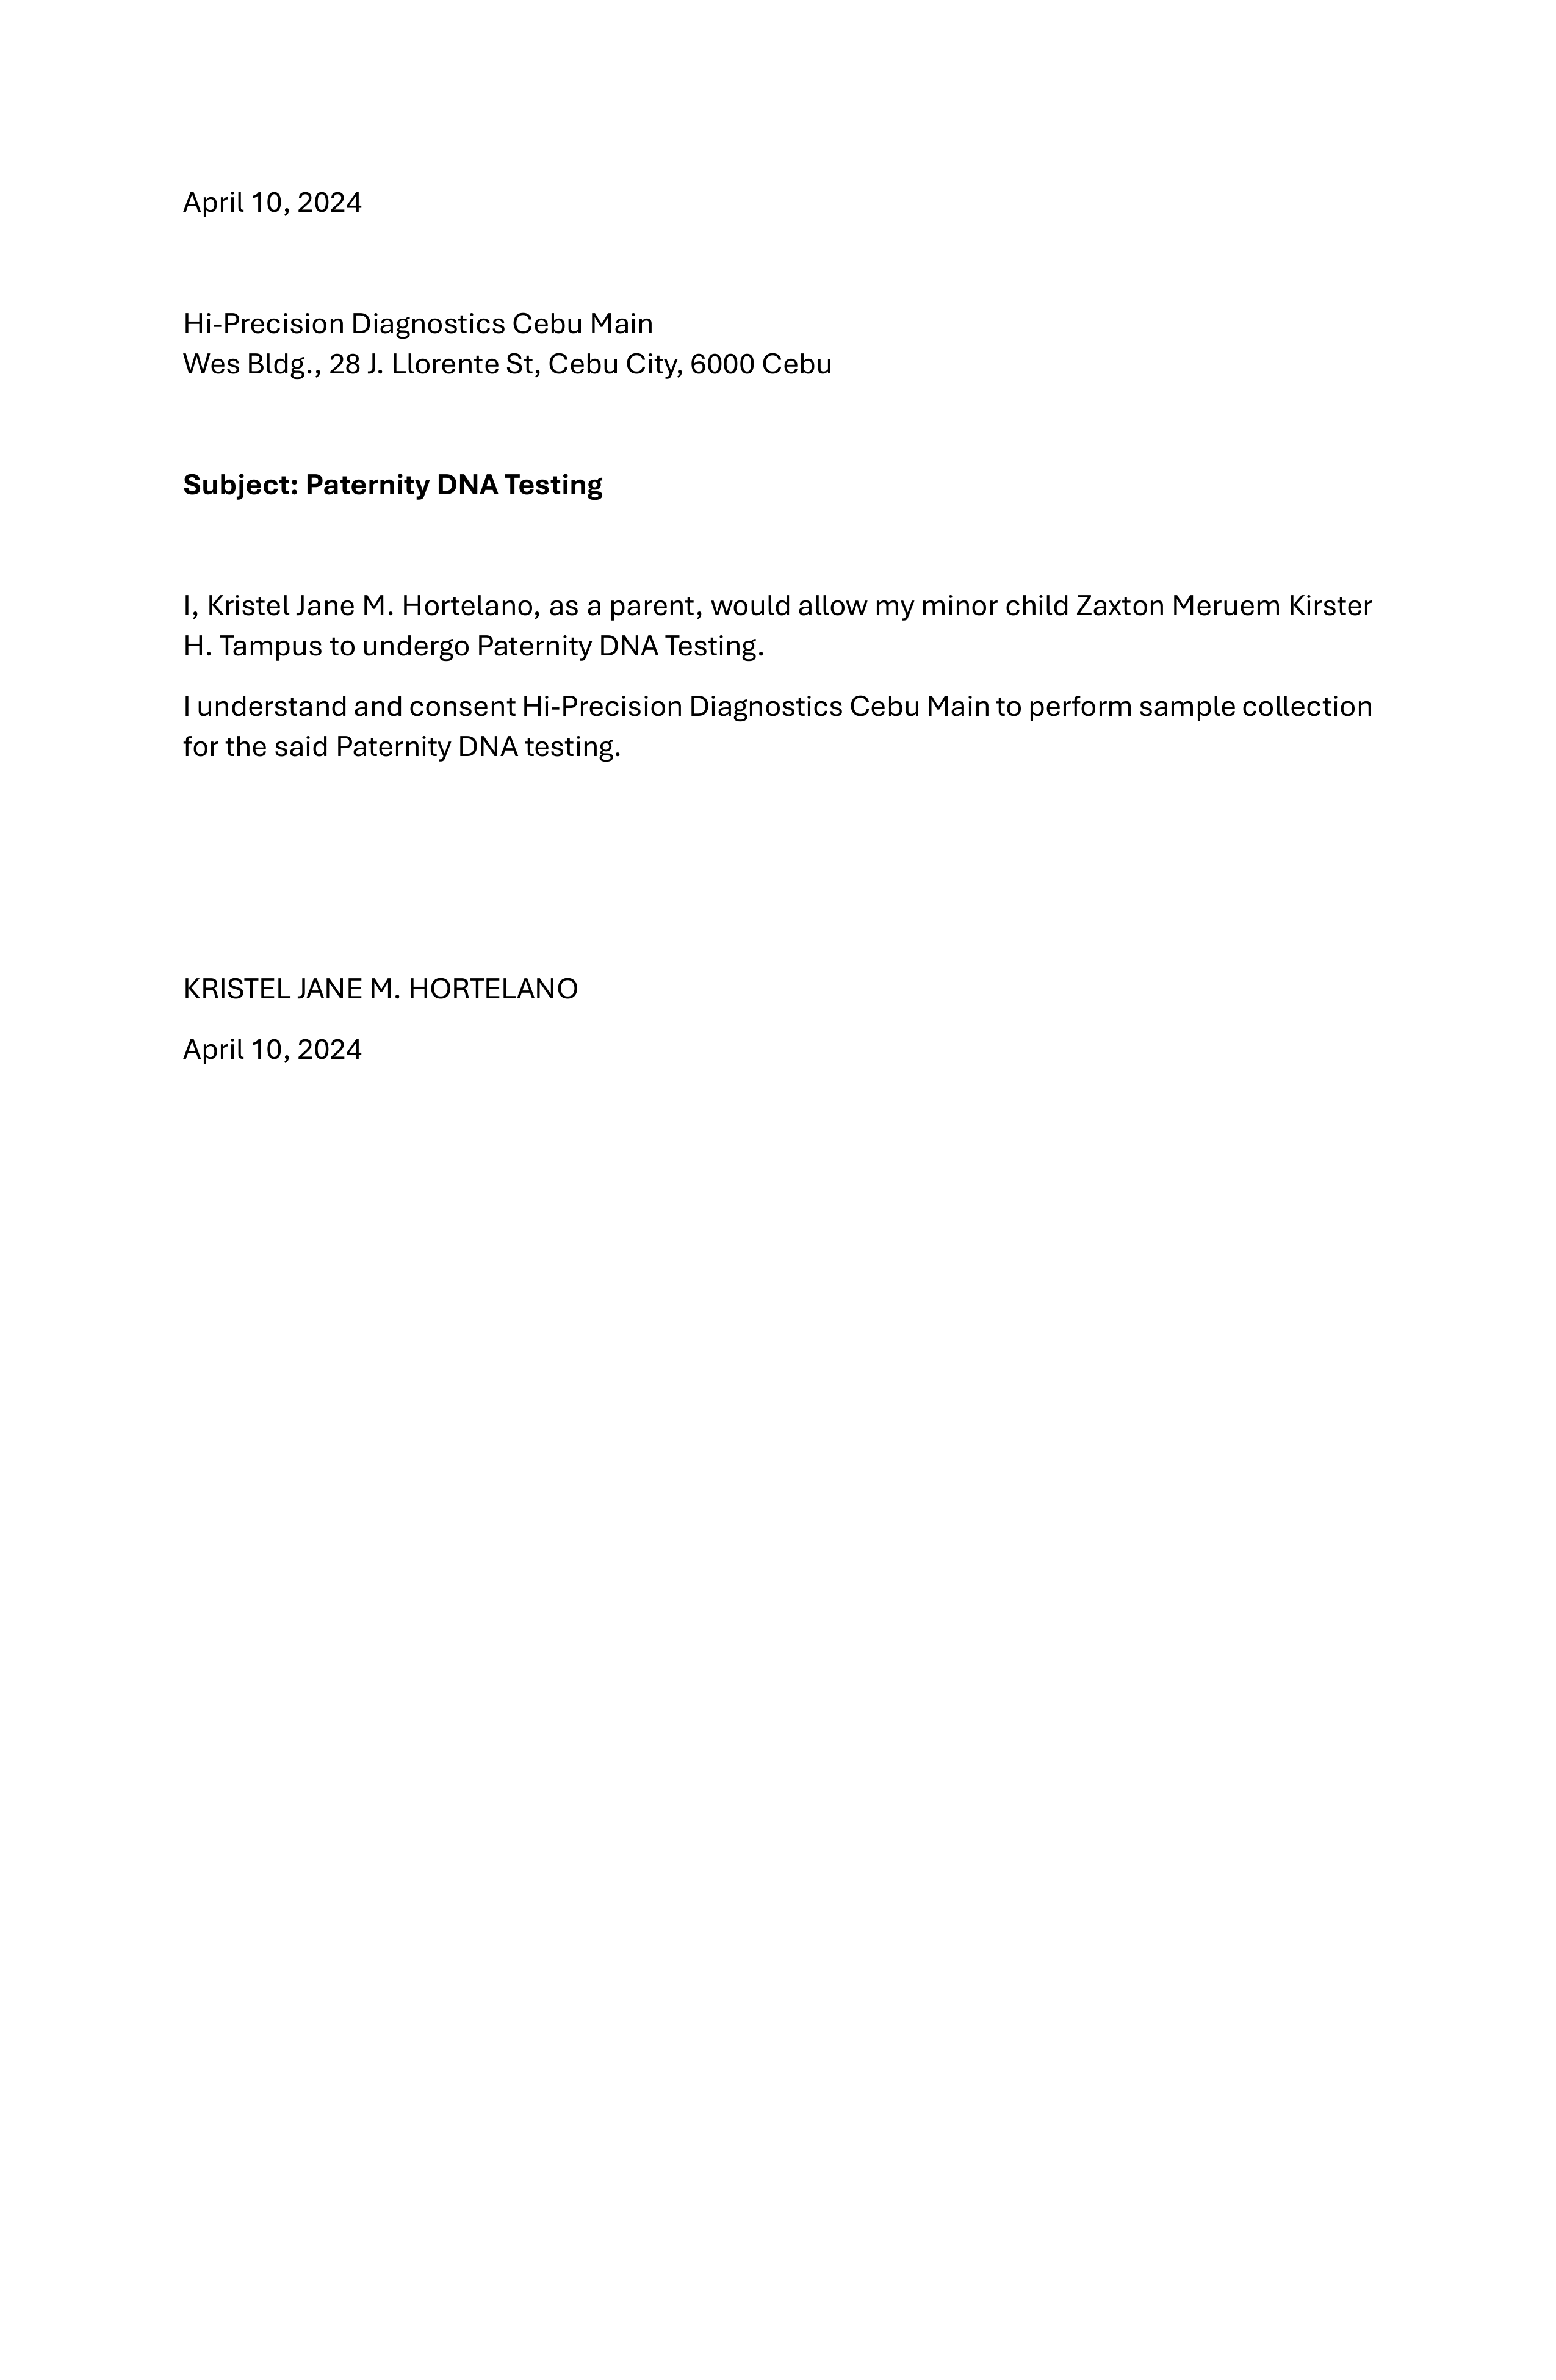 April 10, 2024
Hi-Precision Diagnostics Cebu Main
Wes Bldg., 28 J. Llorente St, Cebu City, 6000 Cebu
Subject: Paternity DNA Testing
I, Kristel Jane M. Hortelano, as a parent, would allow my minor child Zaxton Meruem Kirster
H. Tampus to undergo Paternity DNA Testing.
I understand and consent Hi-Precision Diagnostics Cebu Main to perform sample collection
for the said Paternity DNA testing.
KRISTEL JANE M. HORTELANO
April 10, 2024